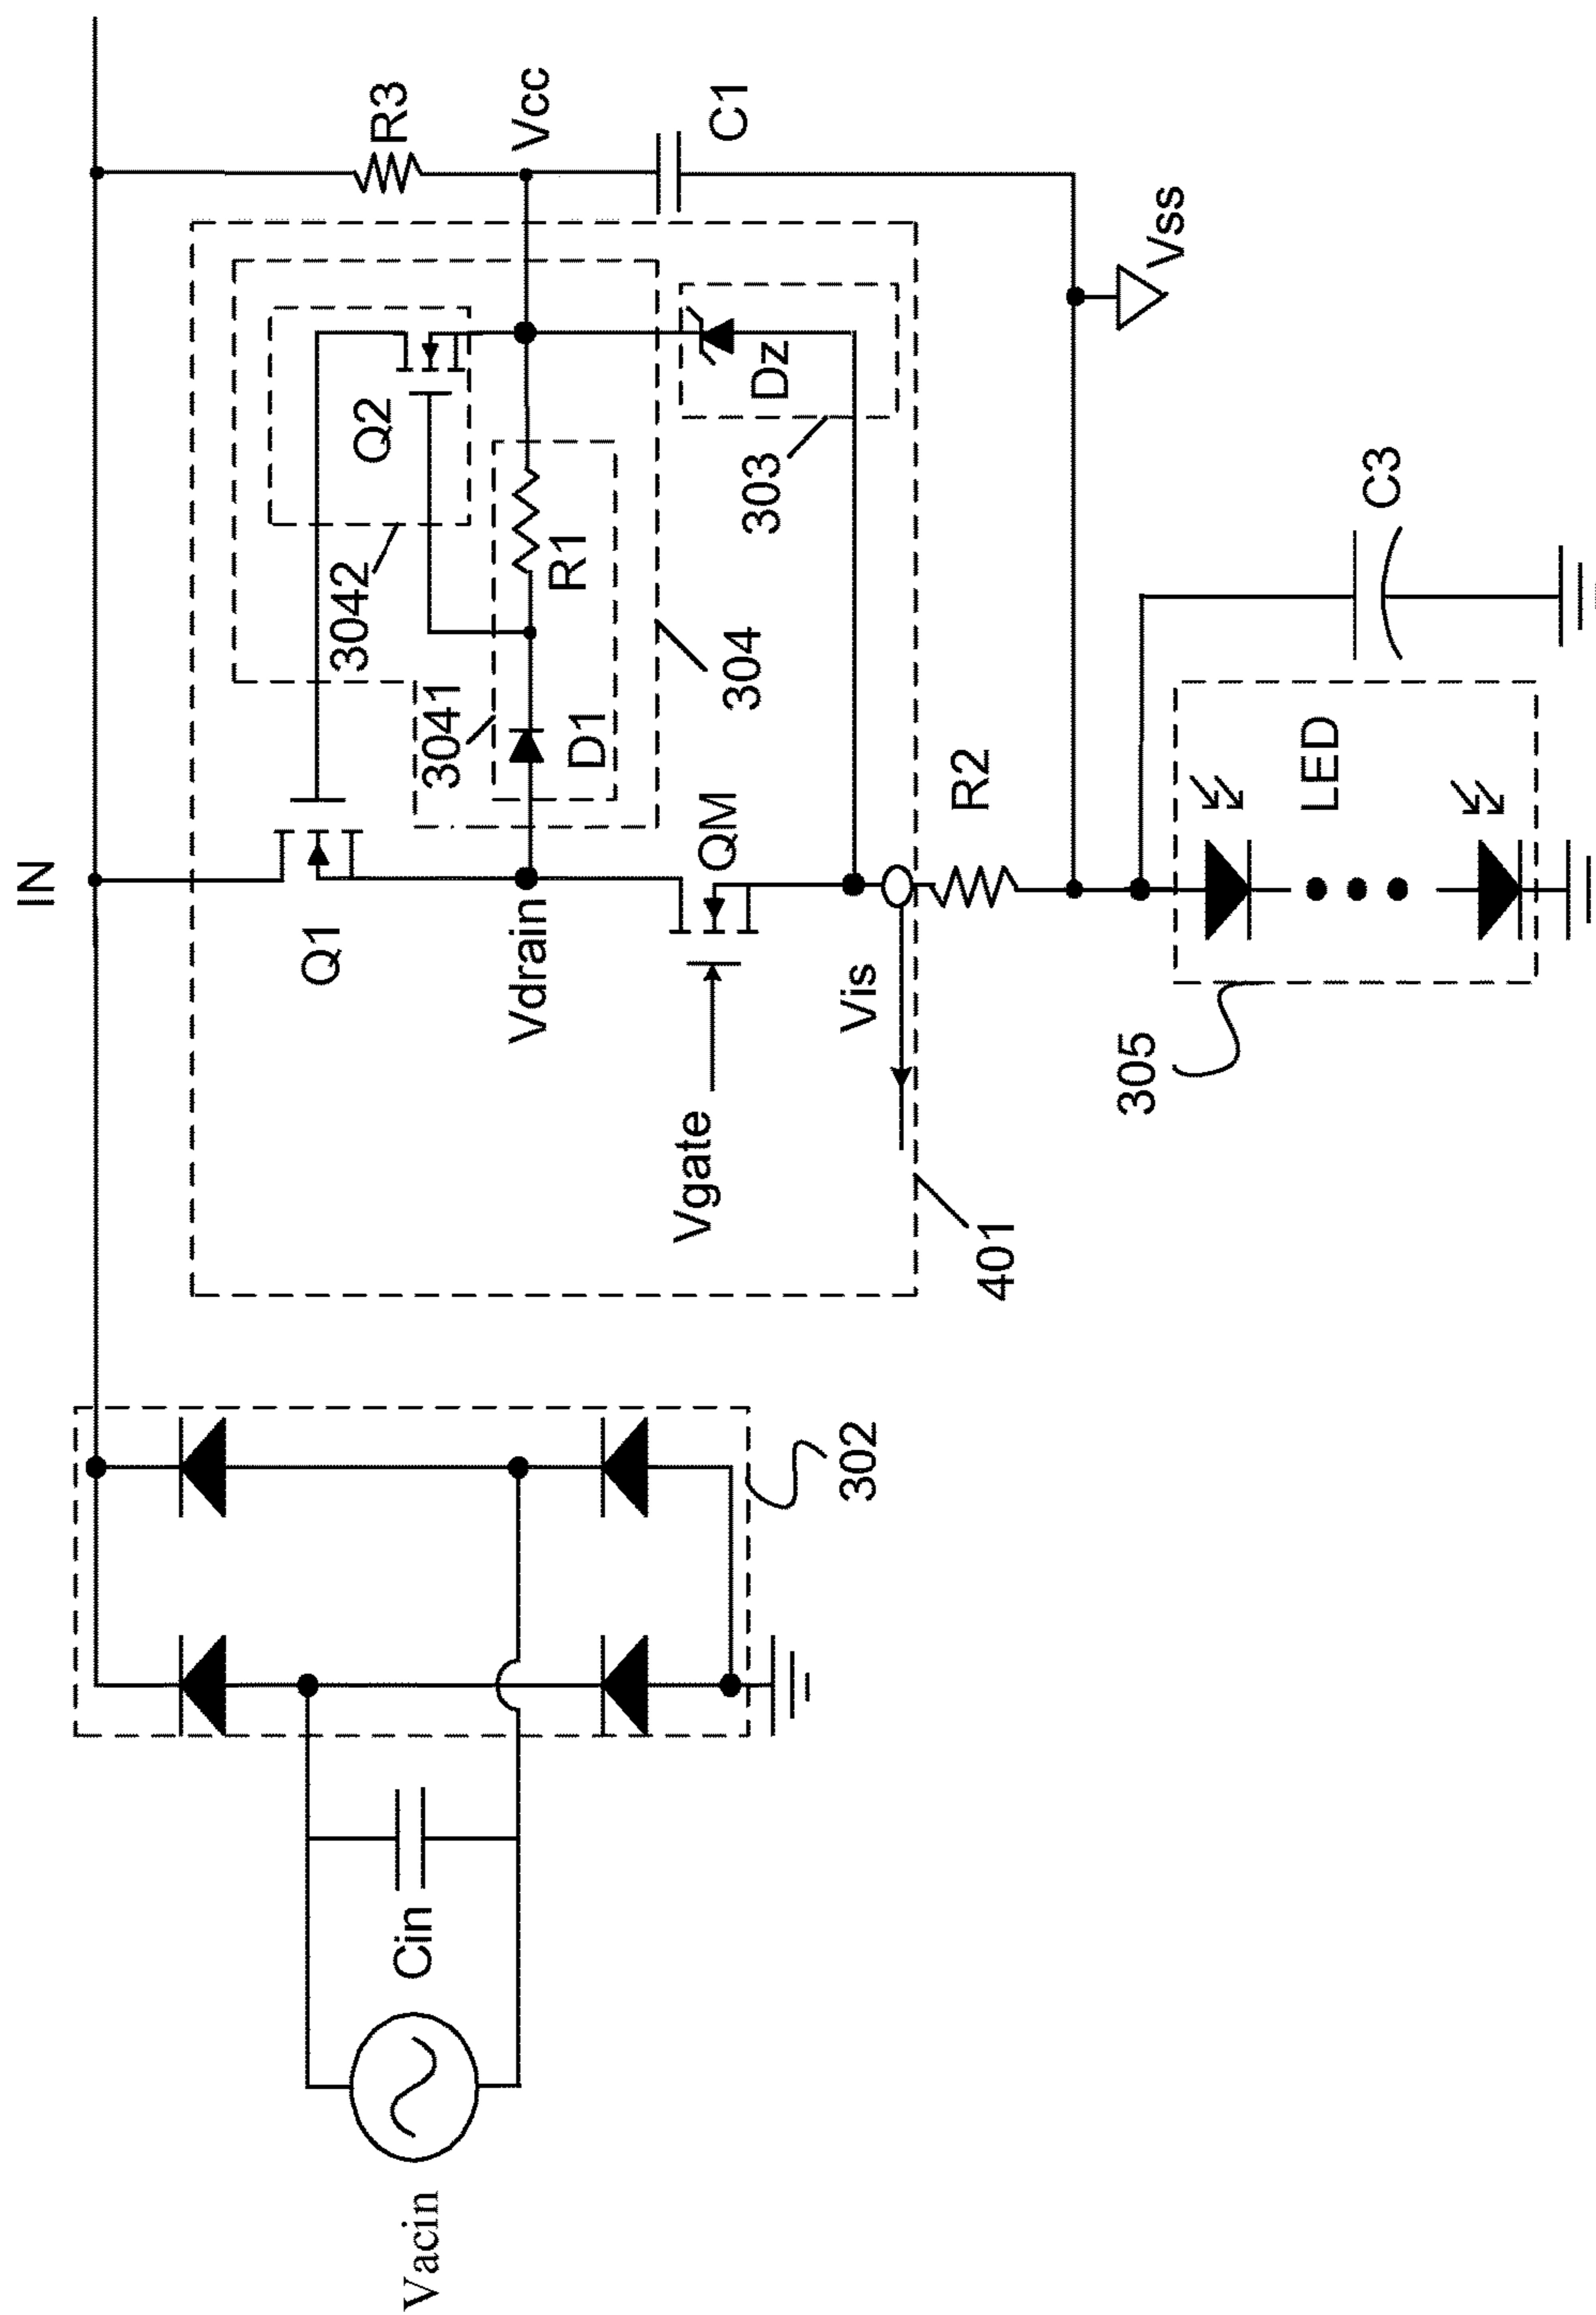 IN
R3
Vcc
C1
Q2
3042
R1
3041
D1
304
Dz
303
Vss
Q1
Vdrain
QM
Vgate
Vis
R2
401
C3
LED
305
302
Cin
Vacin